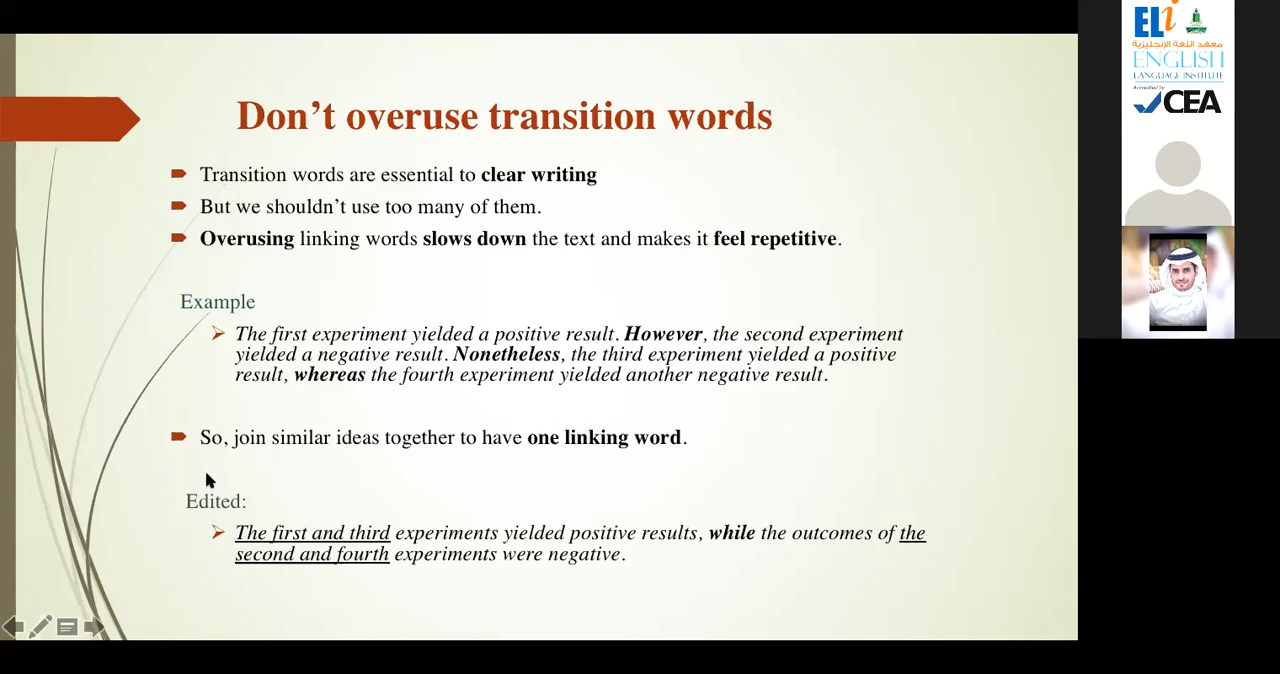 Don’t overuse transition words
Transition words are essential to clear writing
But we shouldn’t use too many of them.
Overusing linking words slows down the text and makes it feel repetitive.
Example
The first experiment yielded a positive result. However, the second experiment
yielded a negative result. Nonetheless, the third experiment yielded a positive
result, whereas the fourth experiment yielded another negative result.
So, join similar ideas together to have one linking word.
Edited:
The first and third experiments yielded positive results, while the outcomes of the
second and fourth experiments were negative.
ELi
معهد اللغة الإنجليزية
ENGLISH
LANGUAGE INSTITUTE
Accredited by
CEA